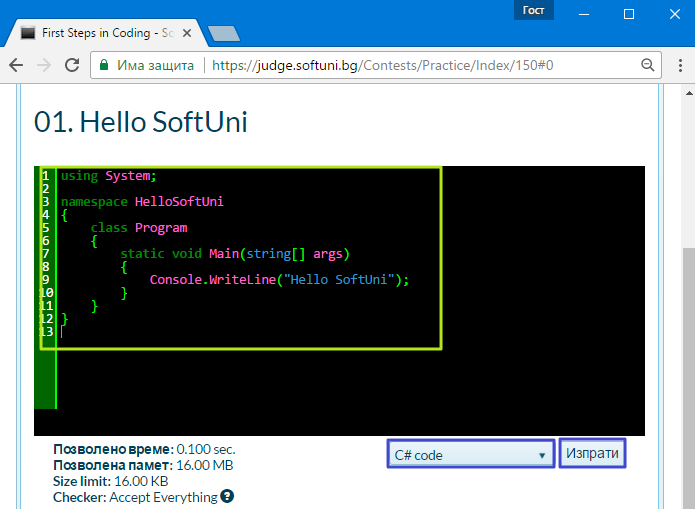 Гост
First Steps in Coding - Sc
Има защита https://judge.softuni.bg/Contests/Practice/Index/150#0
01. Hello SoftUni
1 using System;
2
3 namespace HelloSoftUni
4 {
5 class Program
6 {
7 static void Main(string[] args)
8 {
9 Console.WriteLine("Hello SoftUni");
10 }
11 }
12 }
13
Позволено време: 0.100 sec.
Позволена памет: 16.00 MB
Size limit: 16.00 KB
Checker: Accept Everything ?
C# code
Изпрати